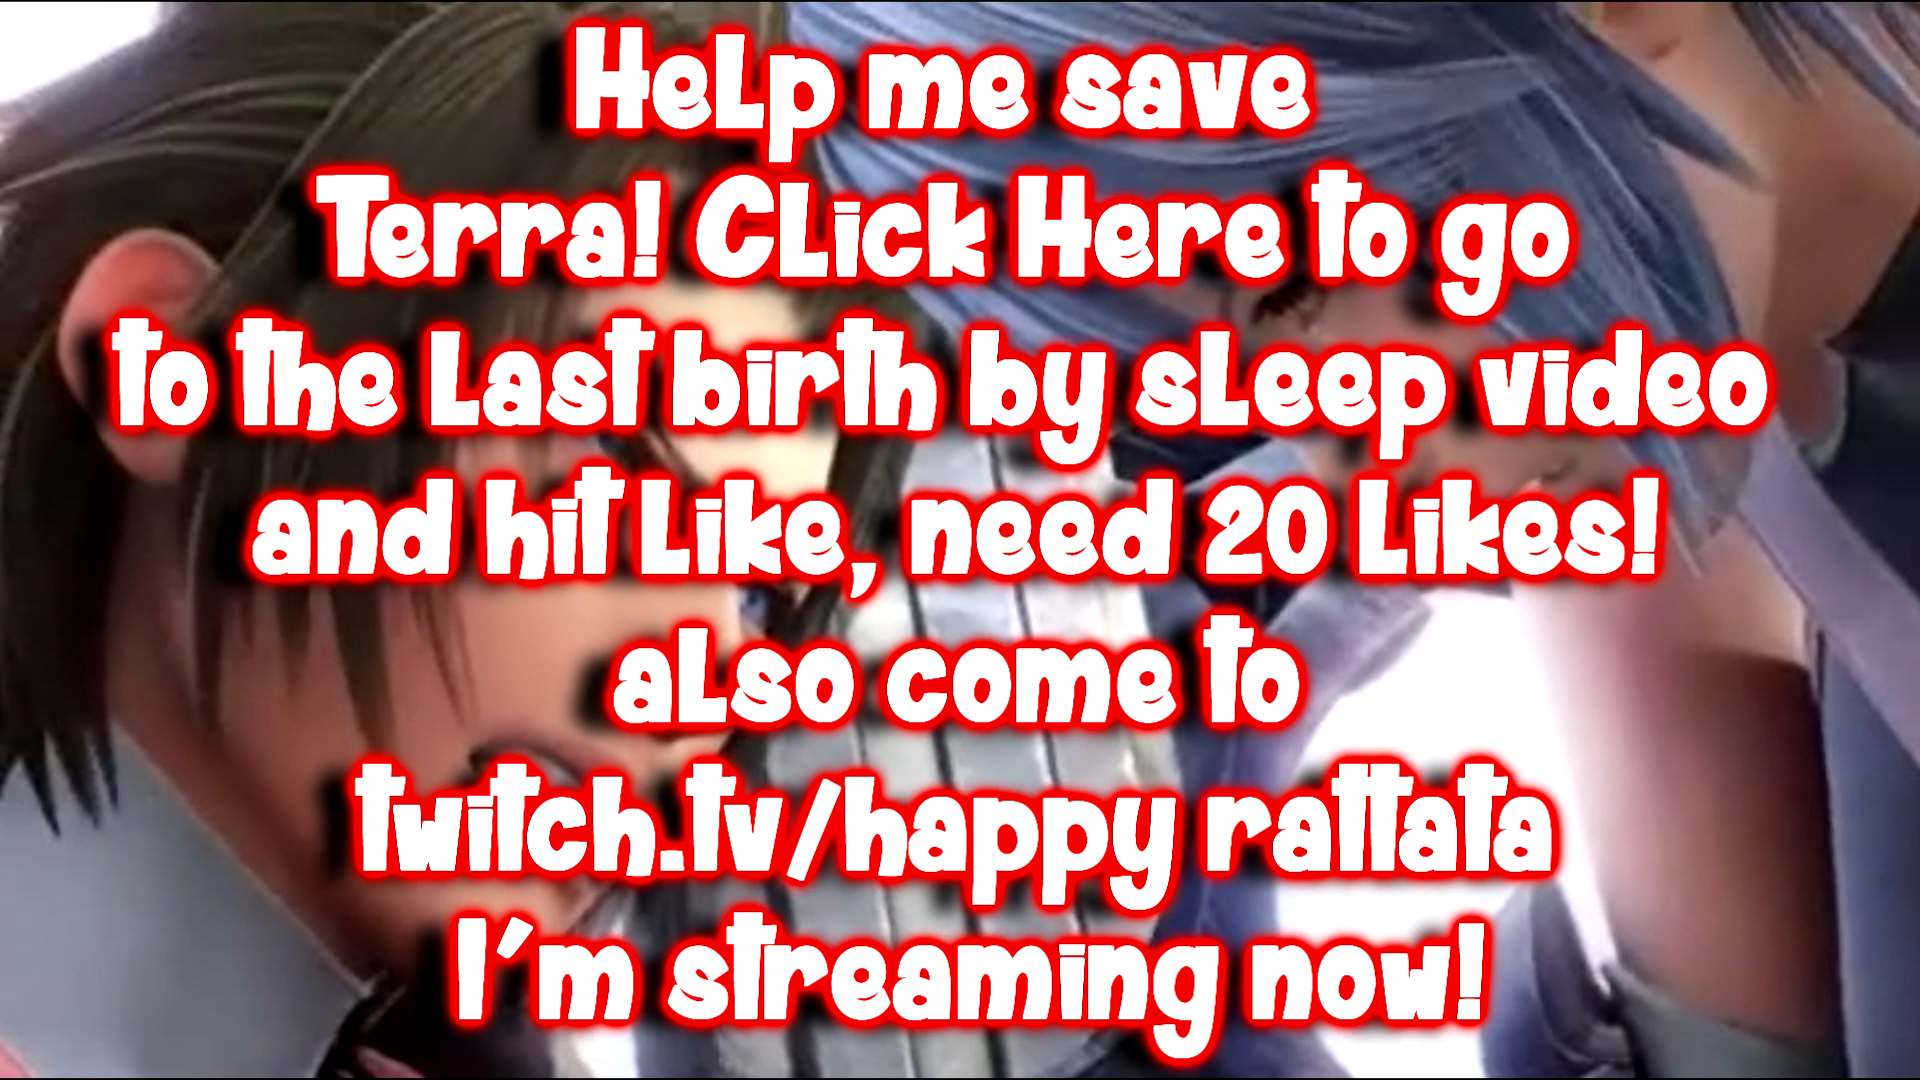 Help me save
Terra! Click Here to go
to the last birth by sleep video
and hit like, need 20 likes!
also come to
twitch.tv/happy rattata
I'm streaming now!